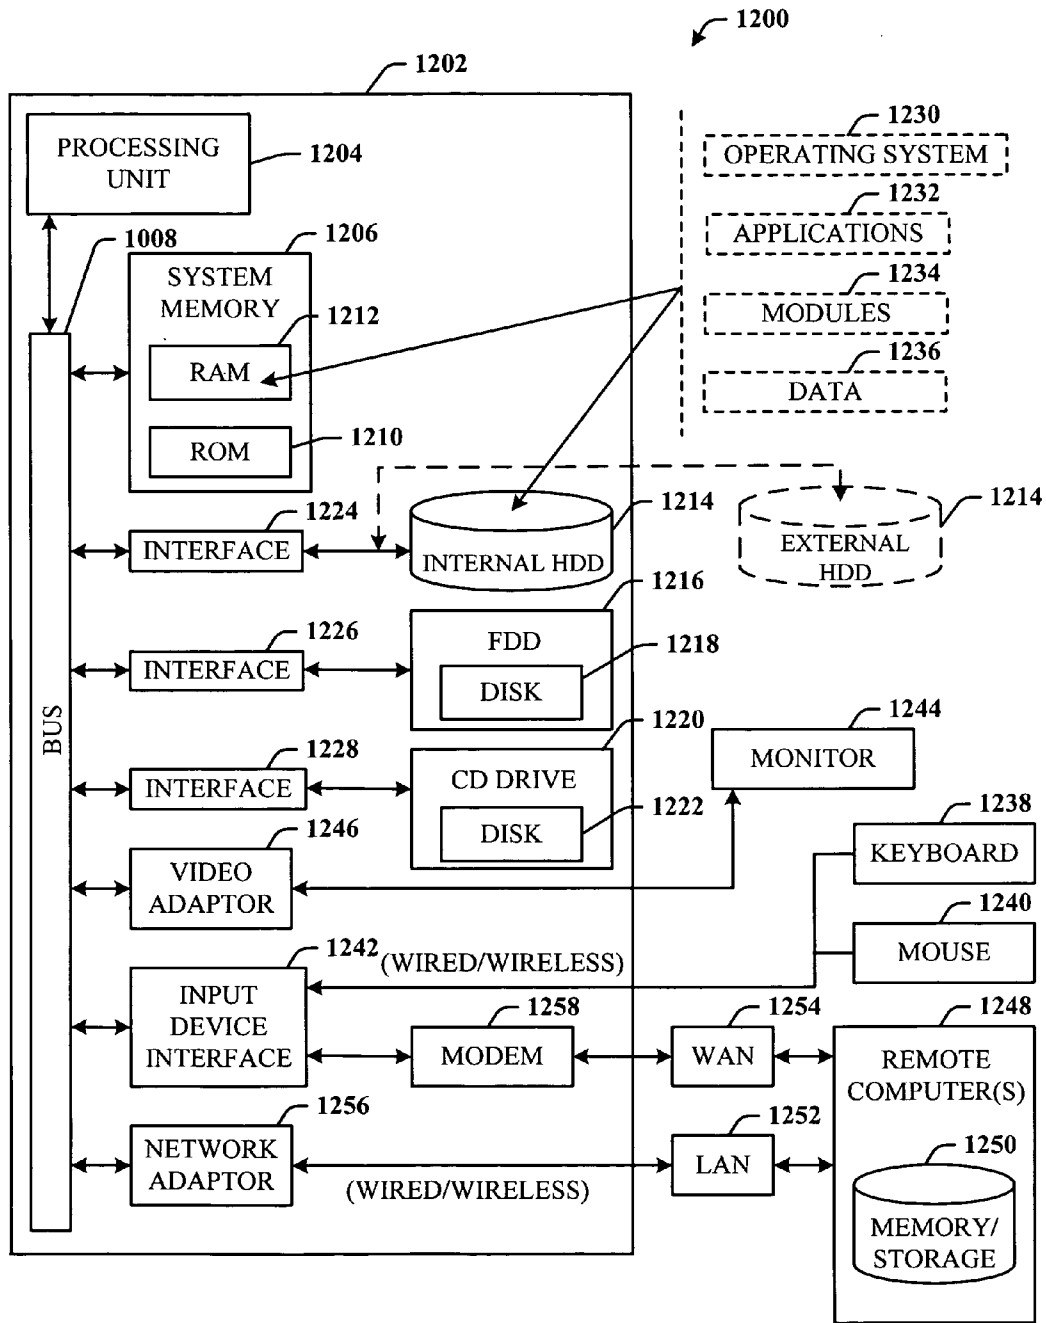 1200
1202
PROCESSING
UNIT
1204
1230
OPERATING SYSTEM
1232
APPLICATIONS
1234
MODULES
1236
DATA
1008
1206
SYSTEM
MEMORY
1212
RAM
1210
ROM
BUS
1224
INTERFACE
1214
INTERNAL HDD
1214
EXTERNAL
HDD
1226
INTERFACE
1216
FDD
1218
DISK
1228
INTERFACE
1220
CD DRIVE
1222
DISK
1244
MONITOR
1246
VIDEO
ADAPTOR
1238
KEYBOARD
1240
MOUSE
1242
(WIRED/WIRELESS)
INPUT
DEVICE
INTERFACE
1258
MODEM
1254
WAN
1248
REMOTE
COMPUTER(S)
1256
NETWORK
ADAPTOR
(WIRED/WIRELESS)
1252
LAN
1250
MEMORY/
STORAGE